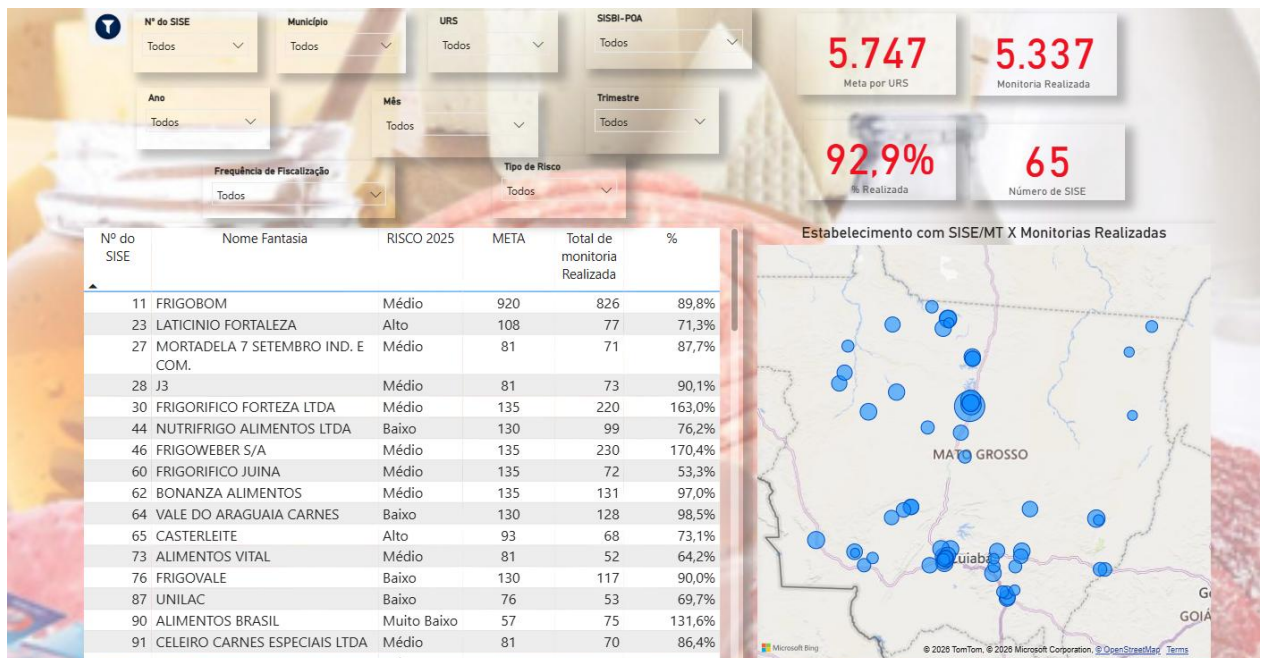 Nº do SISE
Todos
Município
Todos
URS
Todos
SISBI-POA
Todos
Ano
Todos
Mês
Todos
Trimestre
Todos
Frequência de Fiscalização
Todos
Tipo de Risco
Todos
5.747
Meta por URS
5.337
Monitoria Realizada
92,9%
% Realizada
65
Número de SISE
Nº do SISE Nome Fantasia RISCO 2025 META Total de monitoria Realizada %
11 FRIGOBOM Médio 920 826 89,8%
23 LATICINIO FORTALEZA Alto 108 77 71,3%
27 MORTADELA 7 SETEMBRO IND. E COM. Médio 81 71 87,7%
28 J3 Médio 81 73 90,1%
30 FRIGORIFICO FORTEZA LTDA Médio 135 220 163,0%
44 NUTRIFRIGO ALIMENTOS LTDA Baixo 130 99 76,2%
46 FRIGOWEBER S/A Médio 135 230 170,4%
60 FRIGORIFICO JUINA Médio 135 72 53,3%
62 BONANZA ALIMENTOS Médio 135 131 97,0%
64 VALE DO ARAGUAIA CARNES Baixo 130 128 98,5%
65 CASTERLEITE Alto 93 68 73,1%
73 ALIMENTOS VITAL Médio 81 52 64,2%
76 FRIGOVALE Baixo 130 117 90,0%
87 UNILAC Baixo 76 53 69,7%
90 ALIMENTOS BRASIL Muito Baixo 57 75 131,6%
91 CELEIRO CARNES ESPECIAIS LTDA Médio 81 70 86,4%
Estabelecimento com SISE/MT X Monitorias Realizadas
MATO GROSSO
GOIÁ
Microsoft Bing
© 2026 TomTom, © 2026 Microsoft Corporation, © OpenStreetMap Terms